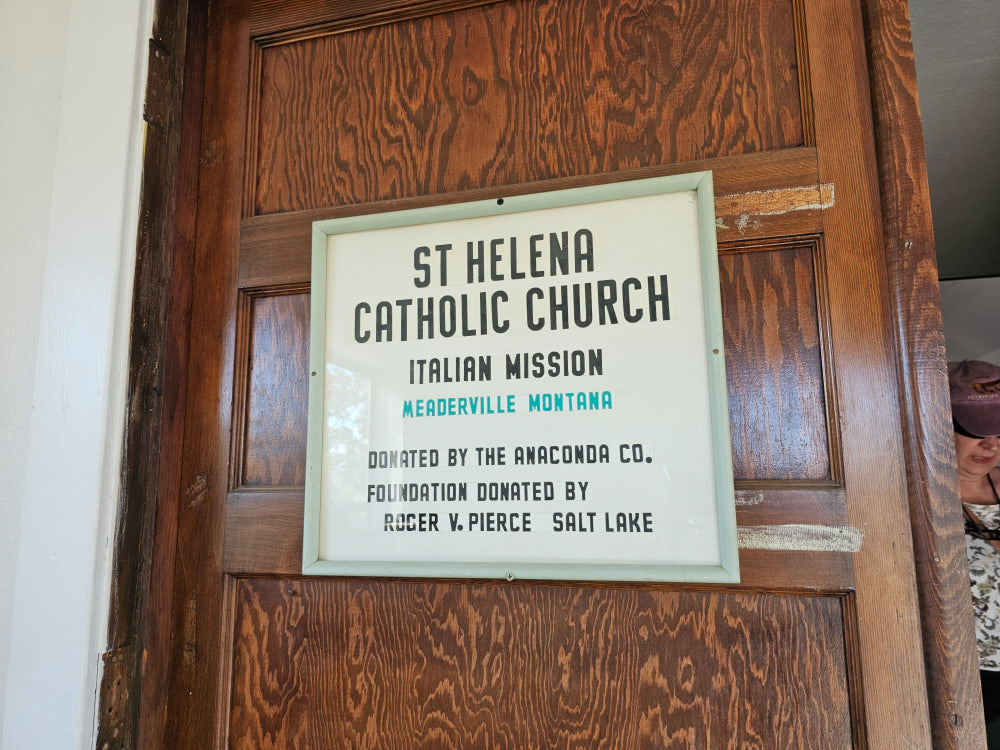 ST HELENA
CATHOLIC CHURCH
ITALIAN MISSION
MEADERVILLE MONTANA
DONATED BY THE ANACONDA CO.
FOUNDATION DONATED BY
ROGER V. PIERCE SALT LAKE